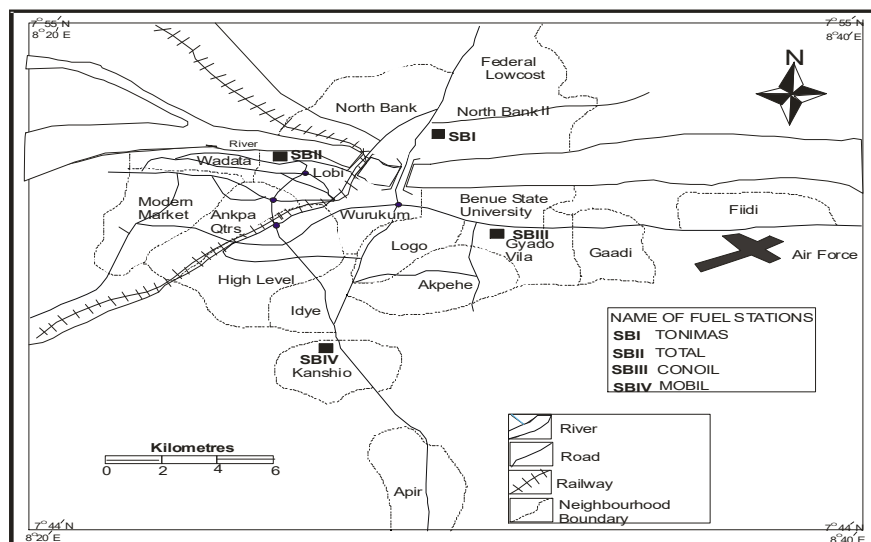 7°55' N
8°20' E
7°55' N
8°40' E
Federal
Lowcost
N
North Bank
North Bank II
SBI
River
SBII
Wadata
Lobi
Modern
Market
Ankpa
Qtrs
Wurukum
Benue State
University
Fiidi
SBIII
Logo
Gyado
Vila
Gaadi
Air Force
High Level
Akpehe
Idye
NAME OF FUEL STATIONS
SBI TONIMAS
SBII TOTAL
SBIII CONOIL
SBIV MOBIL
SBIV
Kanshio
River
Road
Railway
Neighbourhood
Boundary
Kilometres
0 2 4 6
Apir
7°44' N
8°20' E
7°44' N
8°40' E